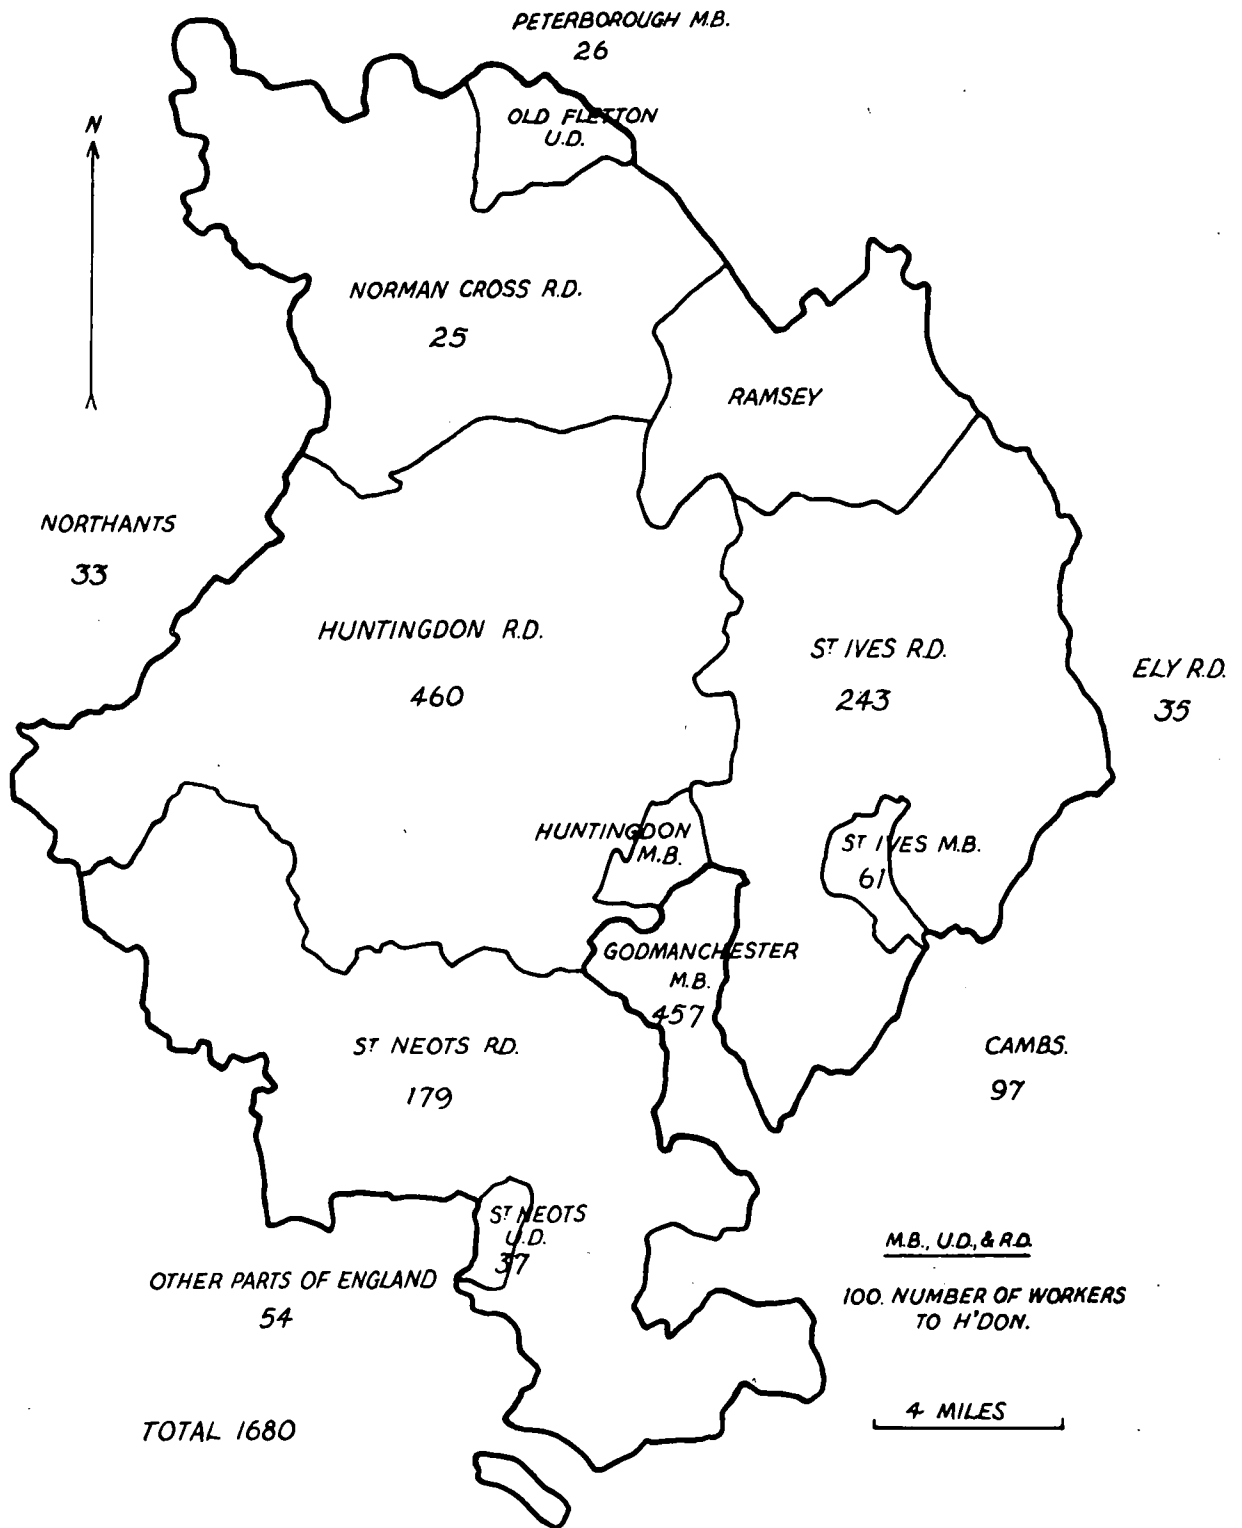 PETERBOROUGH M.B.
26
OLD FLETTON
U.D.
N
NORMAN CROSS R.D.
25
RAMSEY
NORTHANTS
33
HUNTINGDON R.D.
460
ST IVES R.D.
243
ELY R.D.
35
HUNTINGDON
M.B.
ST IVES M.B.
61
GODMANCHESTER
M.B.
457
ST NEOTS RD.
179
CAMBS.
97
ST NEOTS
U.D.
37
OTHER PARTS OF ENGLAND
54
M.B., U.D., & R.D.
100. NUMBER OF WORKERS
TO H'DON.
4 MILES
TOTAL 1680